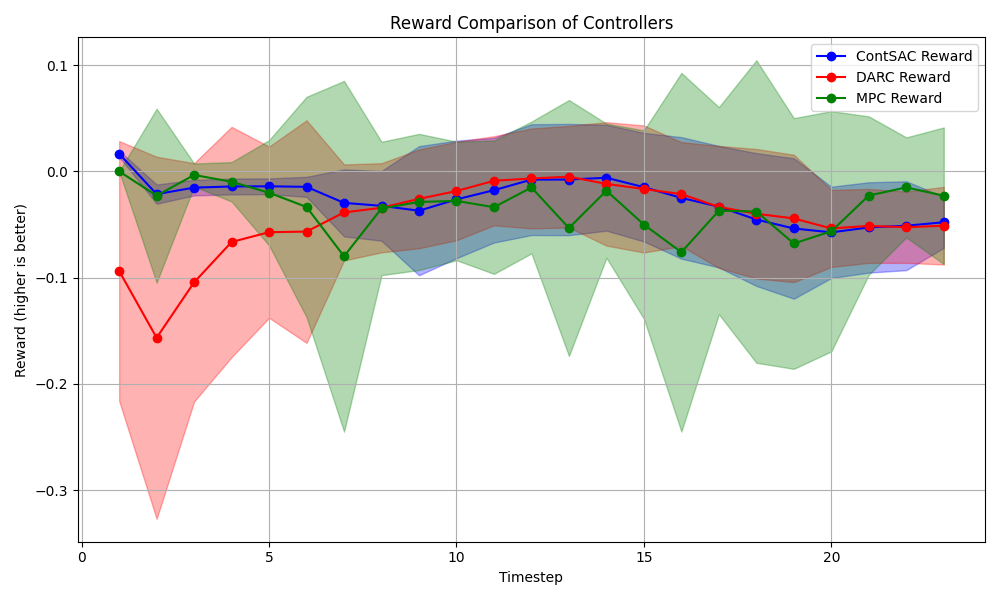 Reward Comparison of Controllers
ContSAC Reward
DARC Reward
MPC Reward
Reward (higher is better)
0.1
0.0
−0.1
−0.2
−0.3
0
5
10
15
20
Timestep